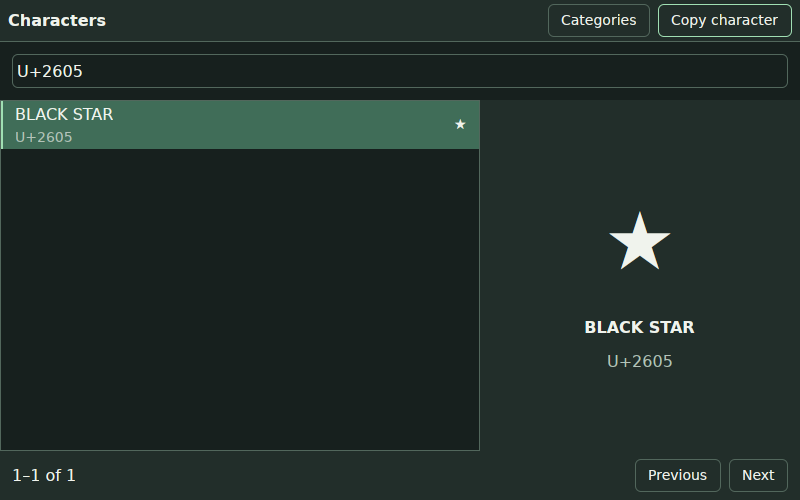 Characters
Categories
Copy character
U+2605
BLACK STAR
U+2605
★
★
BLACK STAR
U+2605
1–1 of 1
Previous
Next